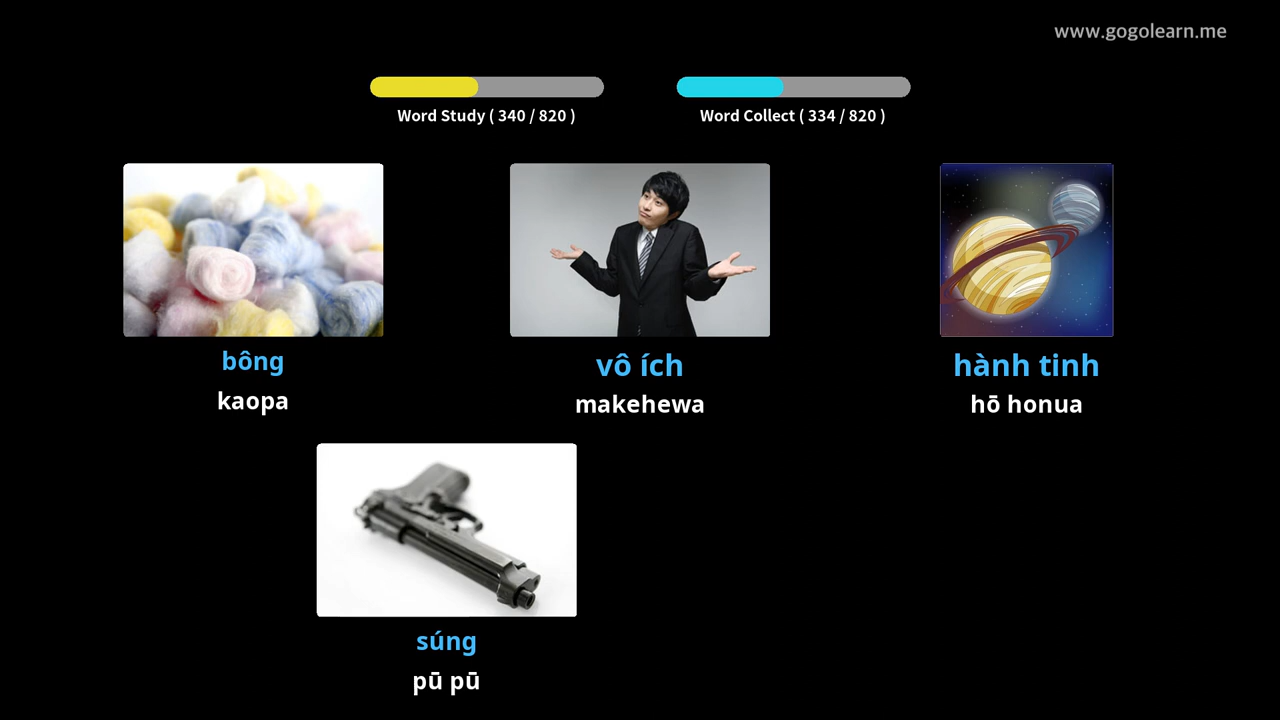 www.gogolearn.me
Word Study ( 340 / 820 )
Word Collect ( 334 / 820 )
bông
kaopa
vô ích
makehewa
hành tinh
hō honua
súng
pū pū